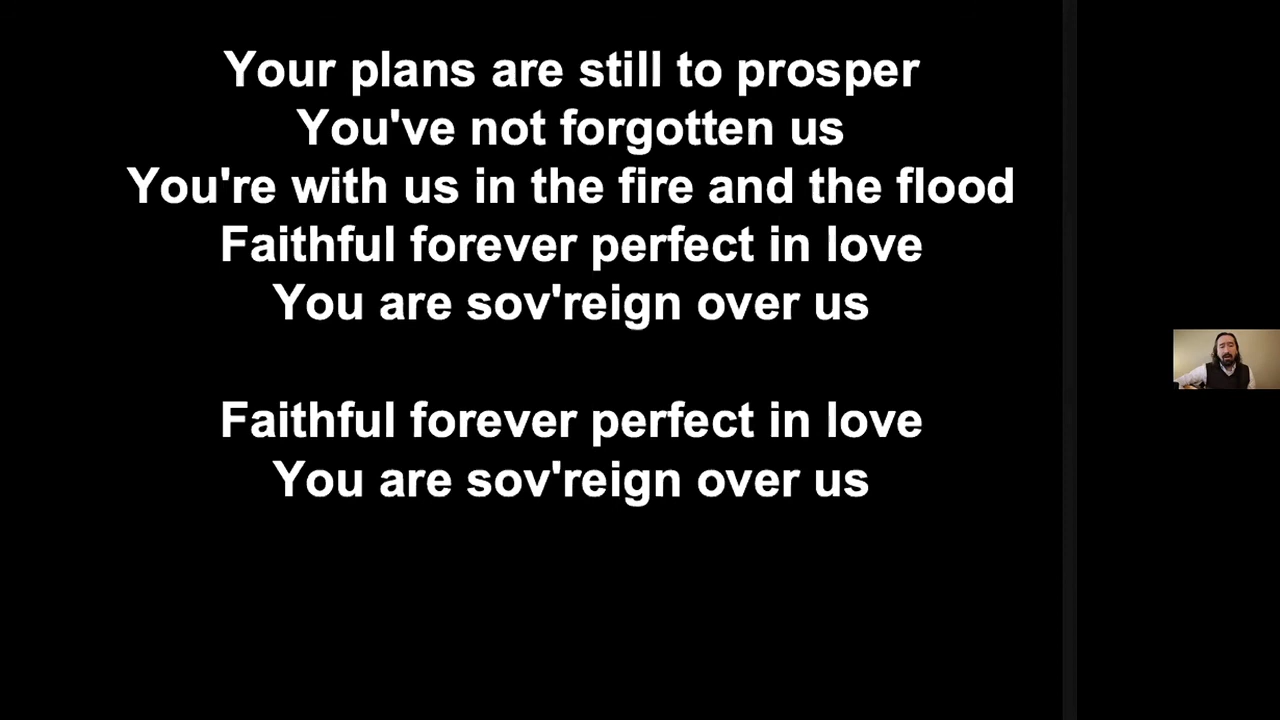 Your plans are still to prosper
You've not forgotten us
You're with us in the fire and the flood
Faithful forever perfect in love
You are sov'reign over us
Faithful forever perfect in love
You are sov'reign over us